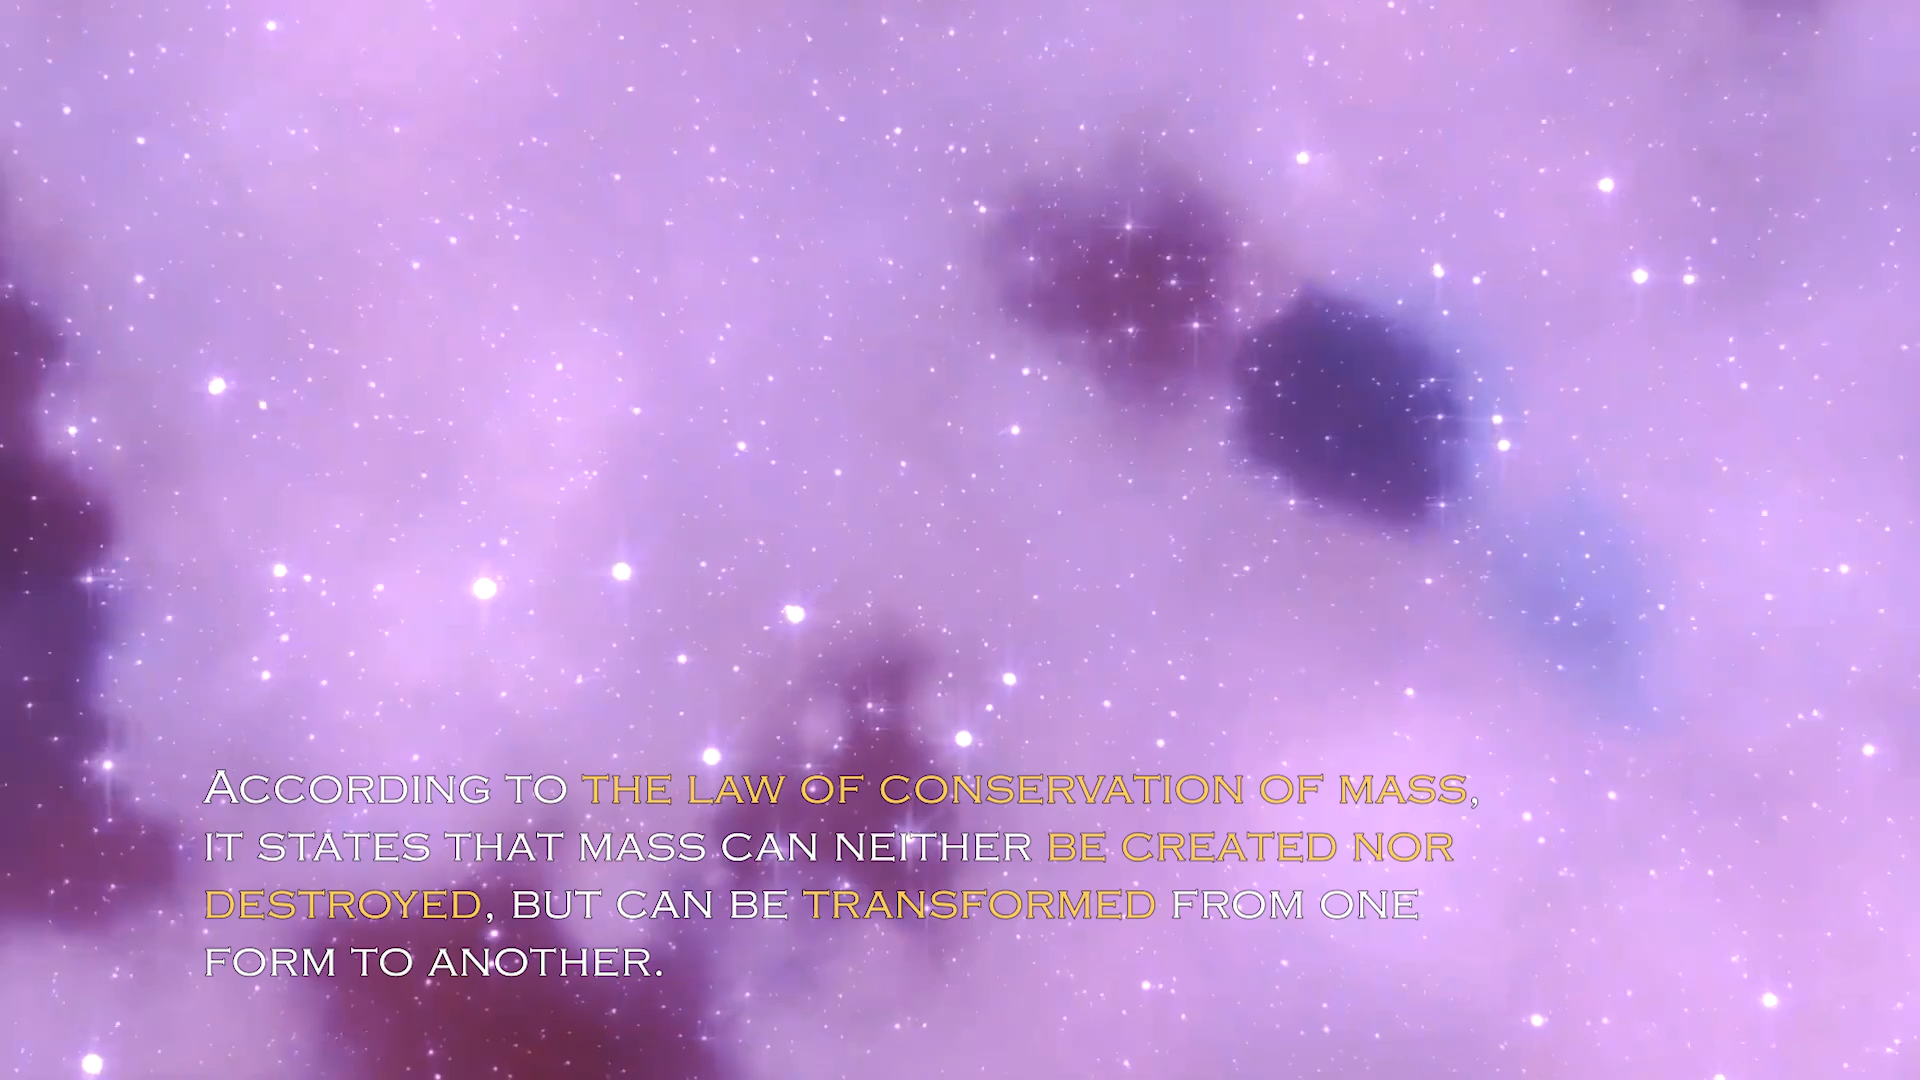 According to the law of conservation of mass,
it states that mass can neither be created nor
destroyed, but can be transformed from one
form to another.